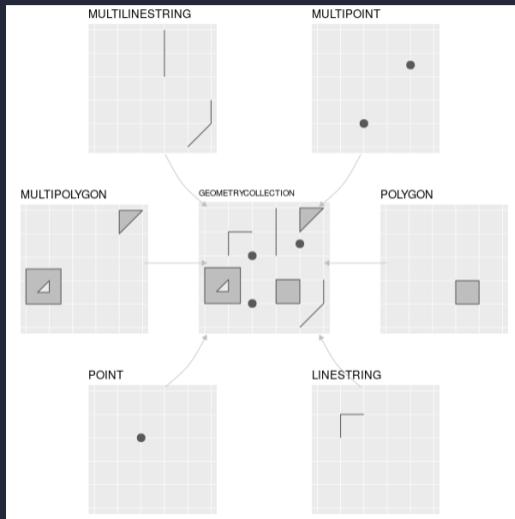 MULTILINESTRING
MULTIPOINT
MULTIPOLYGON
GEOMETRYCOLLECTION
POLYGON
POINT
LINESTRING